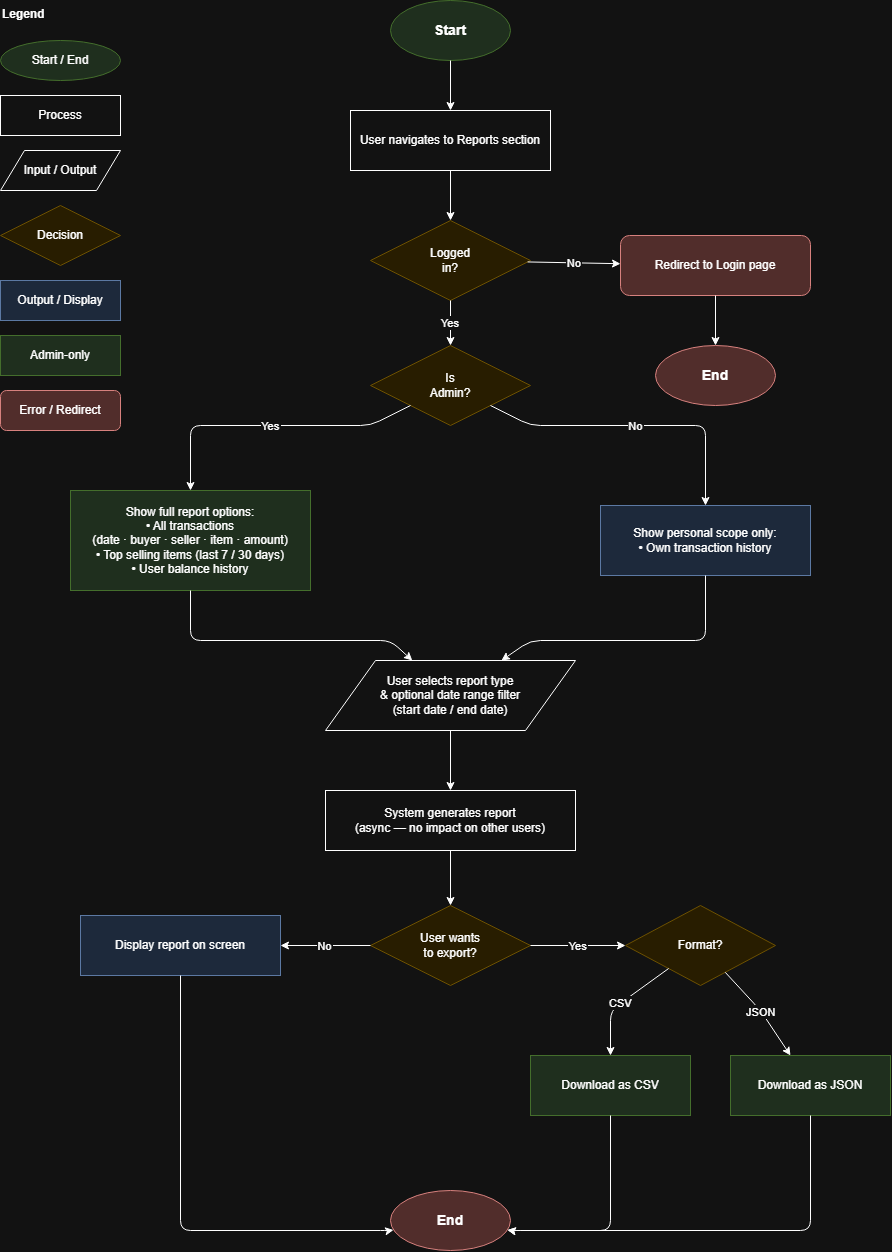 Legend
Start / End
Process
Input / Output
Decision
Output / Display
Admin-only
Error / Redirect
Start
User navigates to Reports section
Logged
in?
No
Redirect to Login page
End
Yes
Is
Admin?
Yes
No
Show full report options:
• All transactions
(date · buyer · seller · item · amount)
• Top selling items (last 7 / 30 days)
• User balance history
Show personal scope only:
• Own transaction history
User selects report type
& optional date range filter
(start date / end date)
System generates report
(async — no impact on other users)
User wants
to export?
No
Display report on screen
Yes
Format?
CSV
JSON
Download as CSV
Download as JSON
End